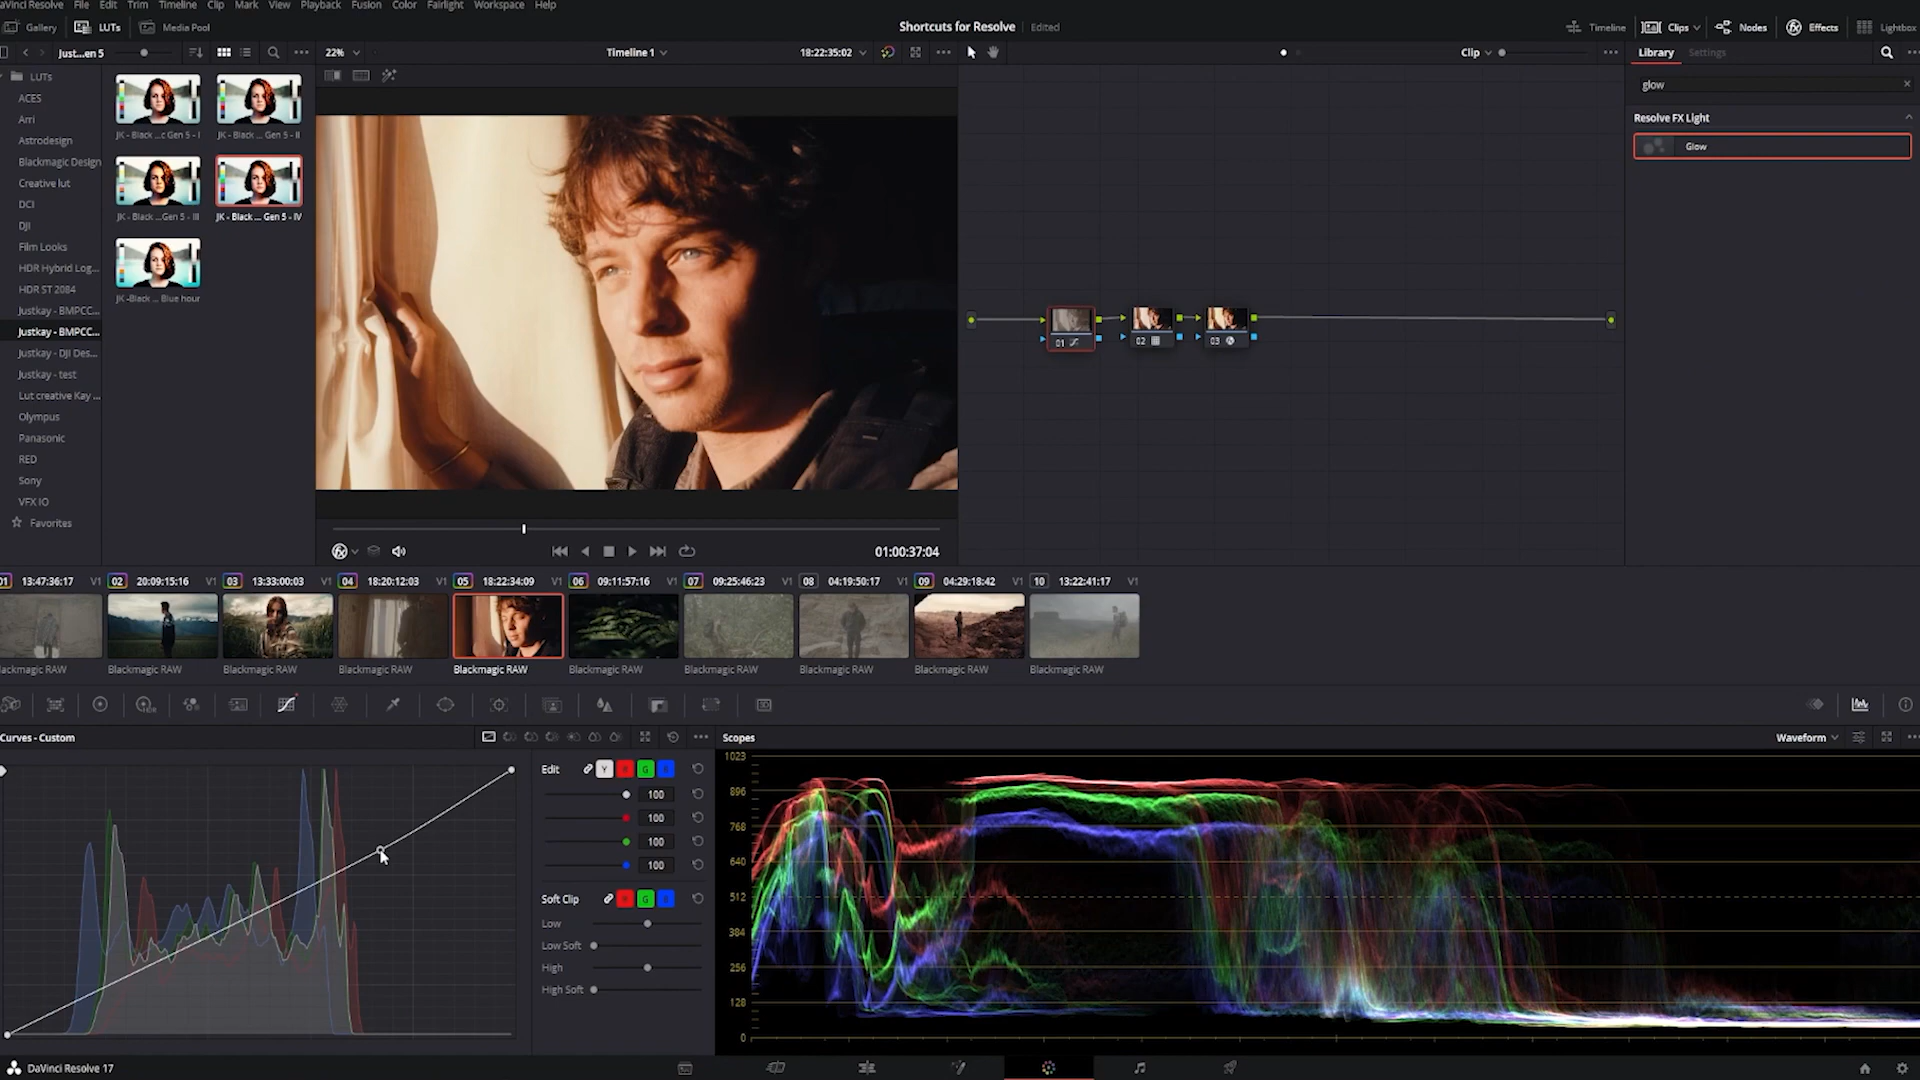 aVinci Resolve File Edit Trim Timeline Clip Mark View Playback Fusion Color Fairlight Workspace Help
Gallery LUTs Media Pool Shortcuts for Resolve Edited Timeline Clips Nodes Effects Lightbox
Just...en 5 22% Timeline 1 18:22:35:02 Clip Library Settings
LUTs
ACES
Arri
Astrodesign
Blackmagic Design
Creative lut
DCI
DJI
Film Looks
HDR Hybrid Log...
HDR ST 2084
Justkay - BMPCC...
Justkay - BMPCC...
Justkay - DJI Des...
Justkay - test
Lut creative Kay ...
Olympus
Panasonic
RED
Sony
VFX IO
Favorites
JK - Black ...c Gen 5 - I JK - Black ... Gen 5 - II
JK - Black ...Gen 5 - III JK - Black ... Gen 5 - IV
JK -Black ... Blue hour
glow
Resolve FX Light
Glow
01 02 03
01:00:37:04
01 13:47:36:17 V1 02 20:09:15:16 V1 03 13:33:00:03 V1 04 18:20:12:03 V1 05 18:22:34:09 V1 06 09:11:57:16 V1 07 09:25:46:23 V1 08 04:19:50:17 V1 09 04:29:18:42 V1 10 13:22:41:17 V1
lackmagic RAW Blackmagic RAW Blackmagic RAW Blackmagic RAW Blackmagic RAW Blackmagic RAW Blackmagic RAW Blackmagic RAW Blackmagic RAW Blackmagic RAW
Curves - Custom Scopes Waveform
Edit Y R G B
100
100
100
100
Soft Clip R G B
Low
Low Soft
High
High Soft
1023
896
768
640
512
384
256
128
0
DaVinci Resolve 17